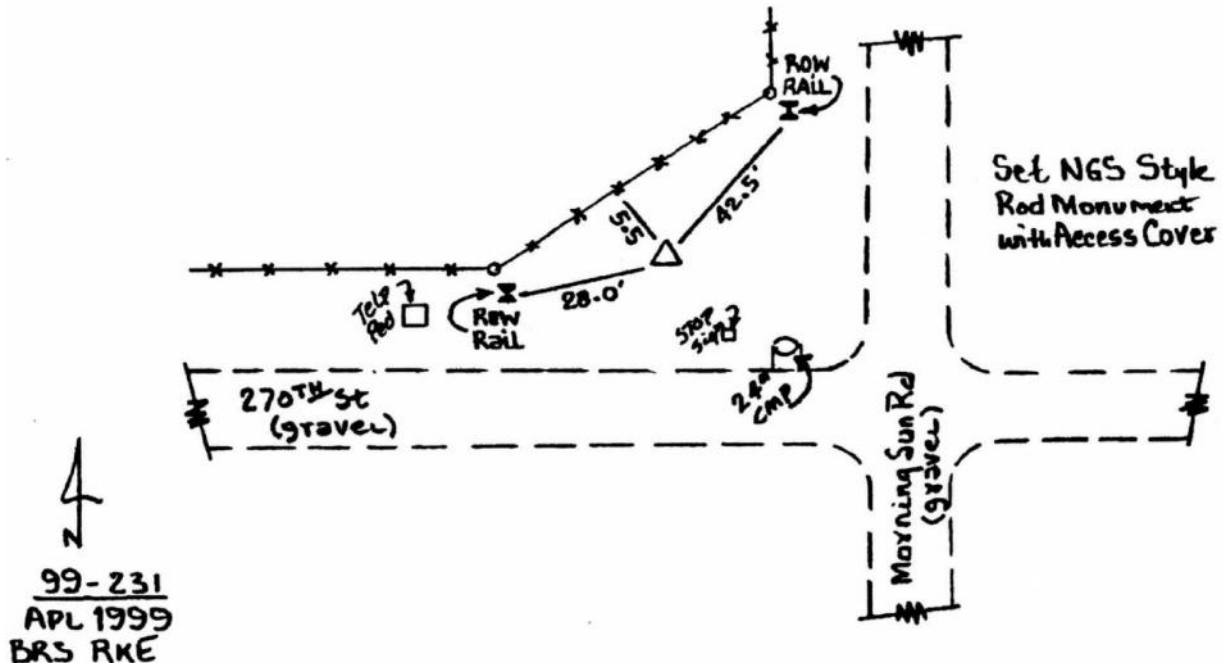 ROW
RAIL
Set NGS Style
Rod Monument
with Access Cover
42.5'
5.5
28.0'
Tele
Ped
ROW
Rail
STOP
Sign
24"
CMP
270TH St
(gravel)
Morning Sun Rd
(gravel)
N
99-231
APL 1999
BRS RKE